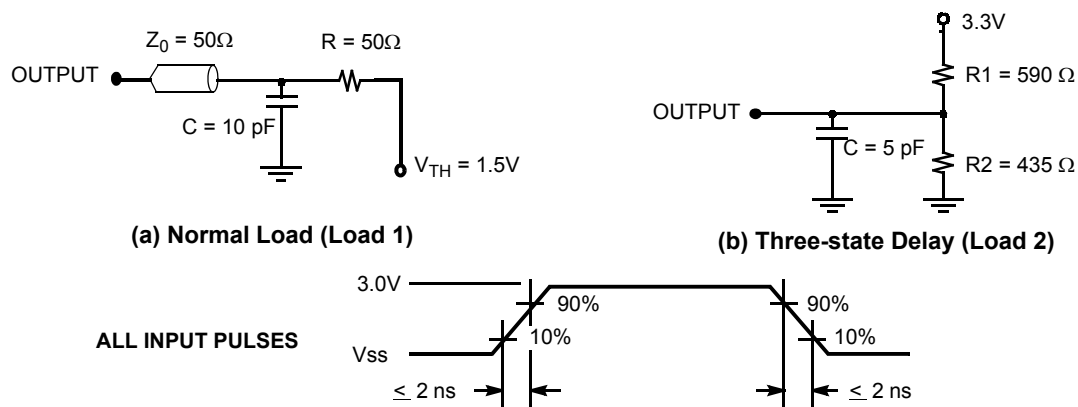 Z0 = 50Ω
R = 50Ω
OUTPUT
C = 10 pF
VTH = 1.5V
(a) Normal Load (Load 1)
3.3V
R1 = 590 Ω
OUTPUT
C = 5 pF
R2 = 435 Ω
(b) Three-state Delay (Load 2)
3.0V
90%
90%
ALL INPUT PULSES
10%
10%
Vss
≤ 2 ns
≤ 2 ns